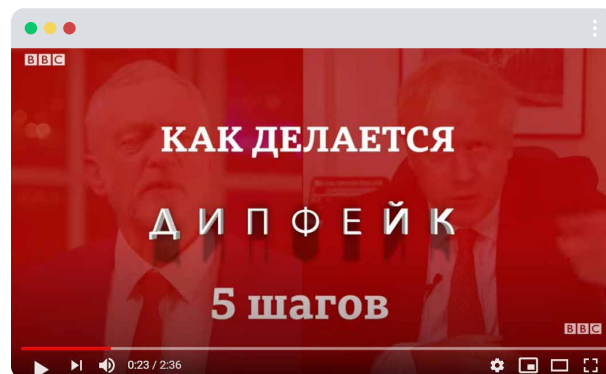 BBC
КАК ДЕЛАЕТСЯ
ДИПФЕЙК
5 шагов
BBC
0:23 / 2:36